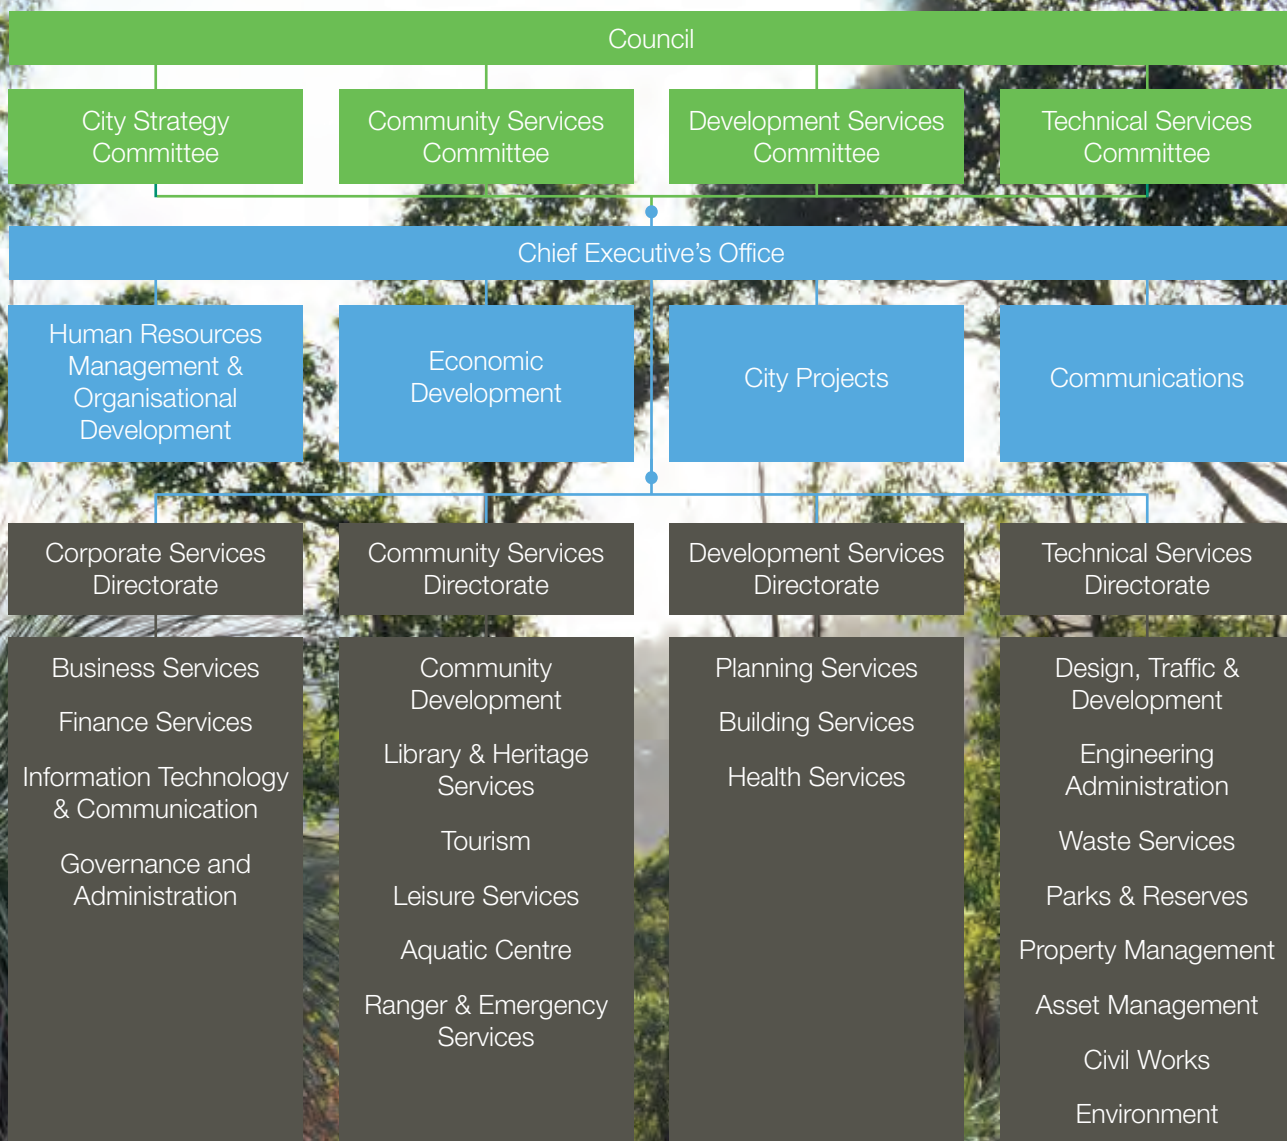 Council
City Strategy
Committee
Community Services
Committee
Development Services
Committee
Technical Services
Committee
Chief Executive’s Office
Human Resources
Management &
Organisational
Development
Economic
Development
City Projects
Communications
Corporate Services
Directorate
Community Services
Directorate
Development Services
Directorate
Technical Services
Directorate
Business Services
Finance Services
Information Technology
& Communication
Governance and
Administration
Community
Development
Library & Heritage
Services
Tourism
Leisure Services
Aquatic Centre
Ranger & Emergency
Services
Planning Services
Building Services
Health Services
Design, Traffic &
Development
Engineering
Administration
Waste Services
Parks & Reserves
Property Management
Asset Management
Civil Works
Environment